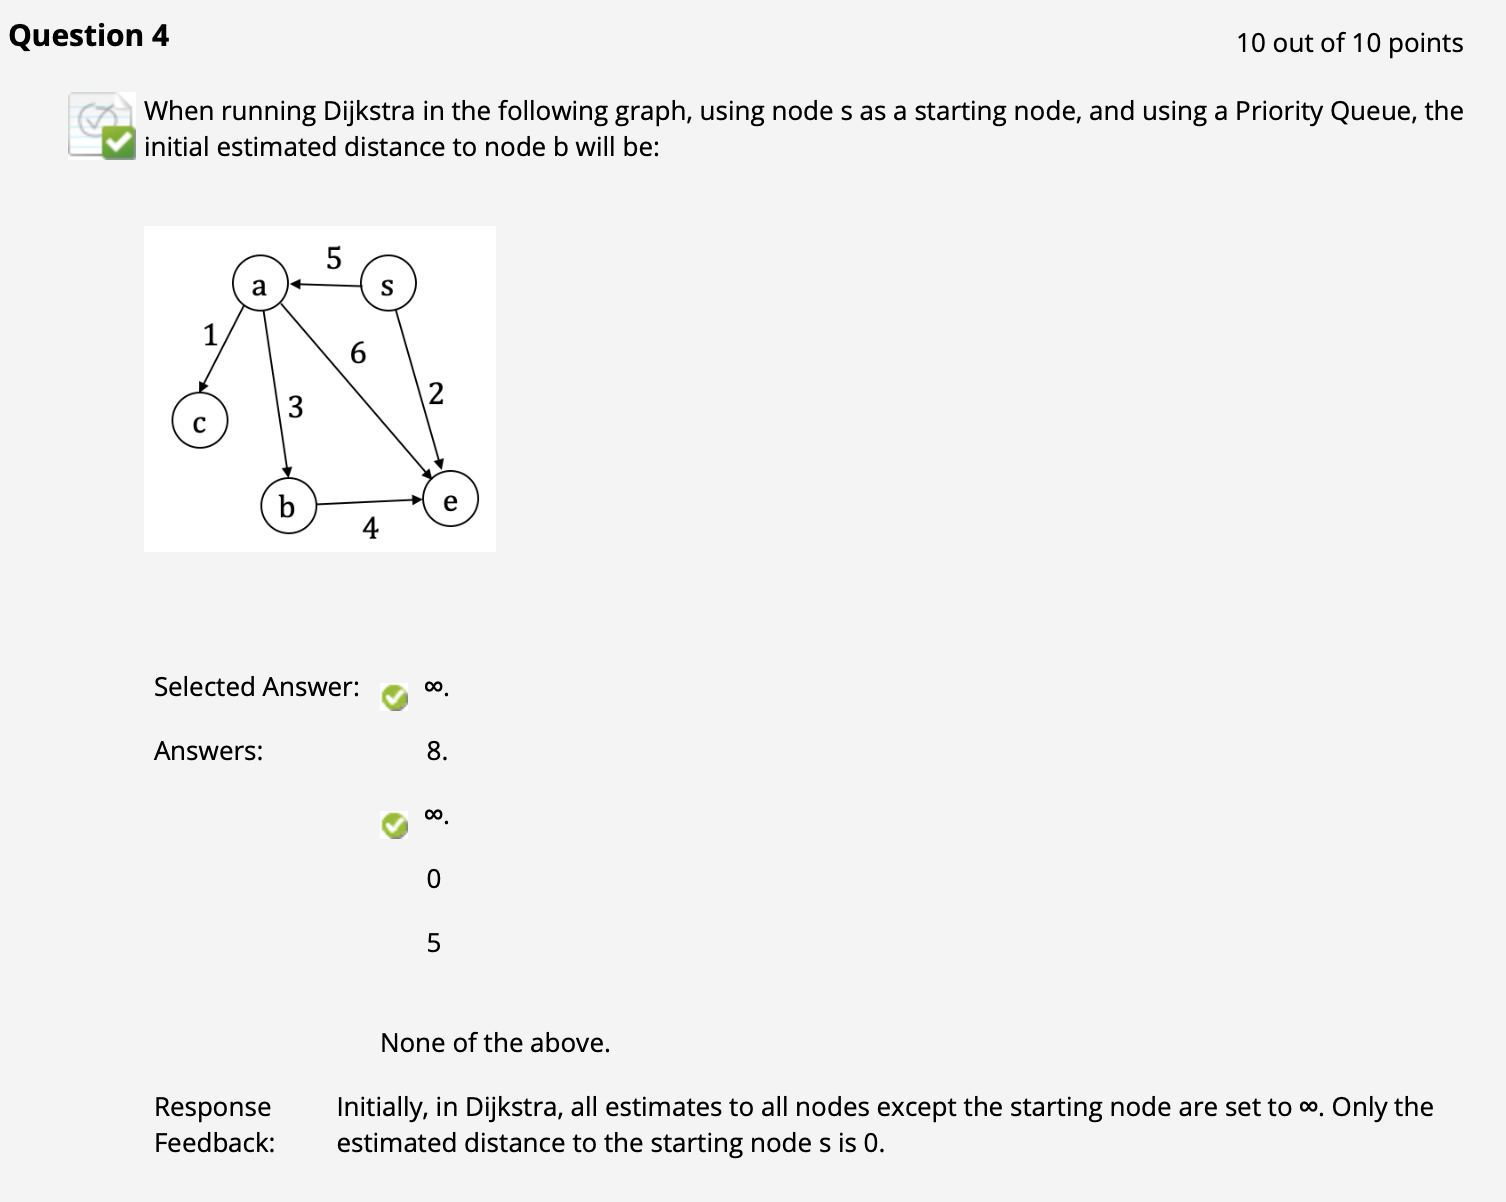 Question 4
10 out of 10 points
When running Dijkstra in the following graph, using node s as a starting node, and using a Priority Queue, the
initial estimated distance to node b will be:
5
a
s
1
6
2
3
c
b
e
4
Selected Answer: ∞.
Answers: 8.
∞.
0
5
None of the above.
Response Feedback:
Initially, in Dijkstra, all estimates to all nodes except the starting node are set to ∞. Only the
estimated distance to the starting node s is 0.